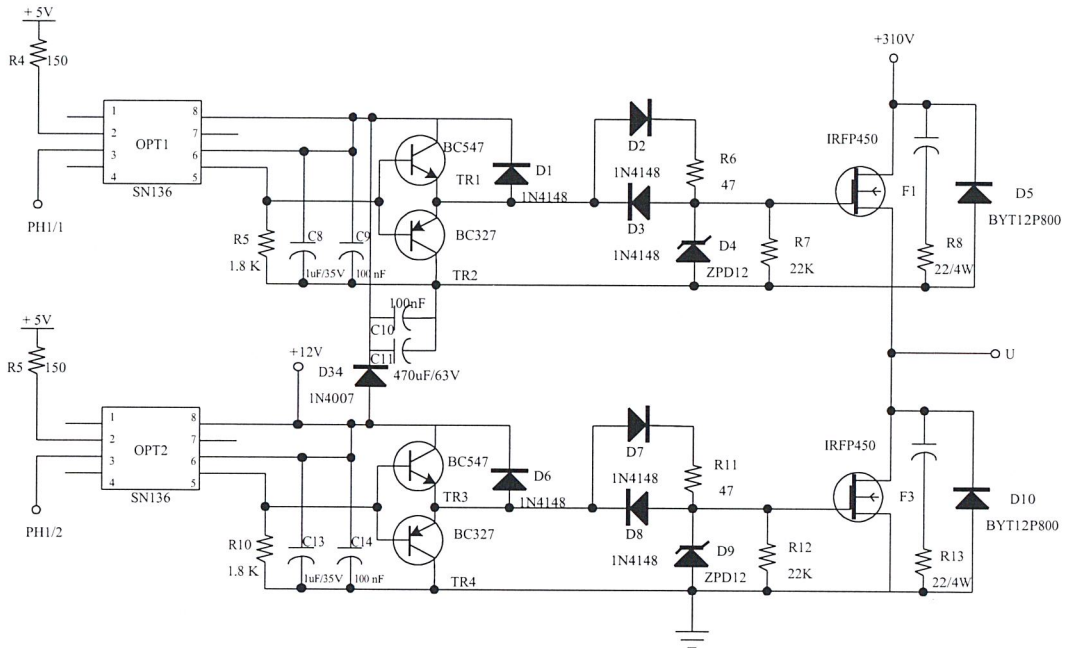 + 5V
R4 150
+310V
1 8
2 7
3 6
4 5
OPT1
SN136
PH1/1
BC547
TR1
BC327
TR2
D1
1N4148
D2
1N4148
D3
1N4148
R6
47
D4
ZPD12
R7
22K
IRFP450
F1
R8
22/4W
D5
BYT12P800
R5
1.8 K
C8
1uF/35V
C9
100 nF
100nF
C10
C11
470uF/63V
U
+ 5V
R5 150
+12V
D34
1N4007
1 8
2 7
3 6
4 5
OPT2
SN136
PH1/2
BC547
TR3
BC327
TR4
D6
1N4148
D7
1N4148
D8
1N4148
R11
47
D9
ZPD12
R12
22K
IRFP450
F3
R13
22/4W
D10
BYT12P800
R10
1.8 K
C13
1uF/35V
C14
100 nF